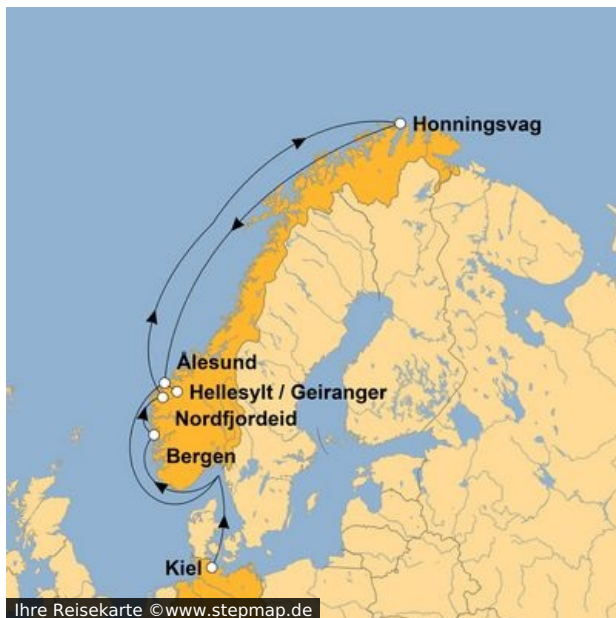 Honningsvag
Ålesund
Hellesylt / Geiranger
Nordfjordeid
Bergen
Kiel
Ihre Reisekarte ©www.stepmap.de